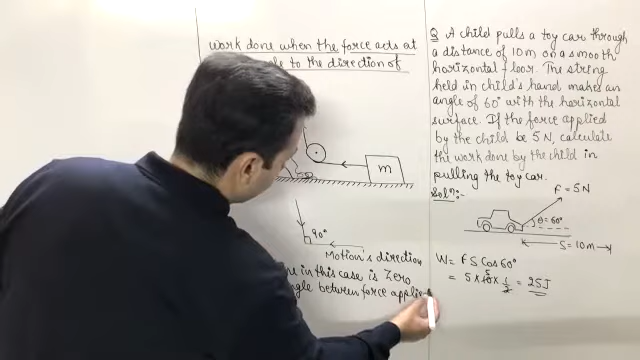 work done when the force acts at
to the direction of
m
90°
Motion's direction
in this case is Zero
between force applie
Q A child pulls a toy car through
a distance of 10m on a smooth
horizontal floor. The string
held in child's hand makes an
angle of 60° with the horizontal
surface. If the force applied
by the child be 5N, calculate
the work done by the child in
pulling the toy car.
Solⁿ:-
F = 5N
θ = 60°
S = 10m
W = FS Cos 60°
= 5 × 10 5 × 1/2 = 25J